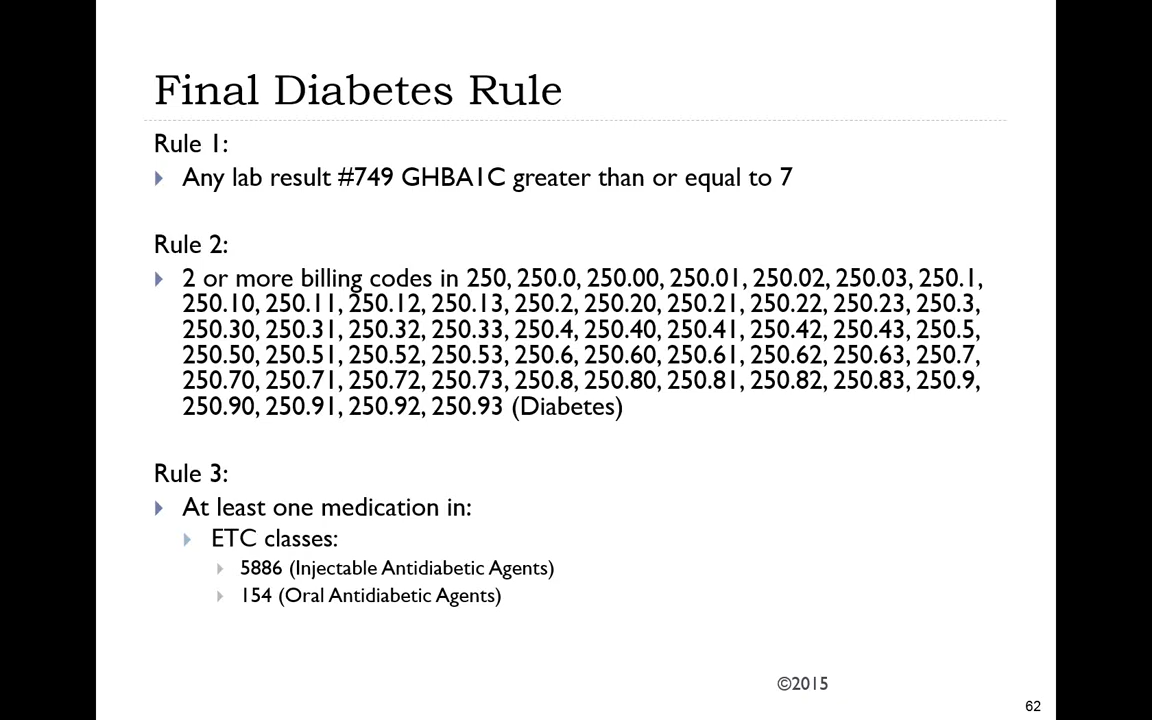 Final Diabetes Rule
Rule 1:
Any lab result #749 GHBA1C greater than or equal to 7
Rule 2:
2 or more billing codes in 250, 250.0, 250.00, 250.01, 250.02, 250.03, 250.1,
250.10, 250.11, 250.12, 250.13, 250.2, 250.20, 250.21, 250.22, 250.23, 250.3,
250.30, 250.31, 250.32, 250.33, 250.4, 250.40, 250.41, 250.42, 250.43, 250.5,
250.50, 250.51, 250.52, 250.53, 250.6, 250.60, 250.61, 250.62, 250.63, 250.7,
250.70, 250.71, 250.72, 250.73, 250.8, 250.80, 250.81, 250.82, 250.83, 250.9,
250.90, 250.91, 250.92, 250.93 (Diabetes)
Rule 3:
At least one medication in:
ETC classes:
5886 (Injectable Antidiabetic Agents)
154 (Oral Antidiabetic Agents)
©2015
62